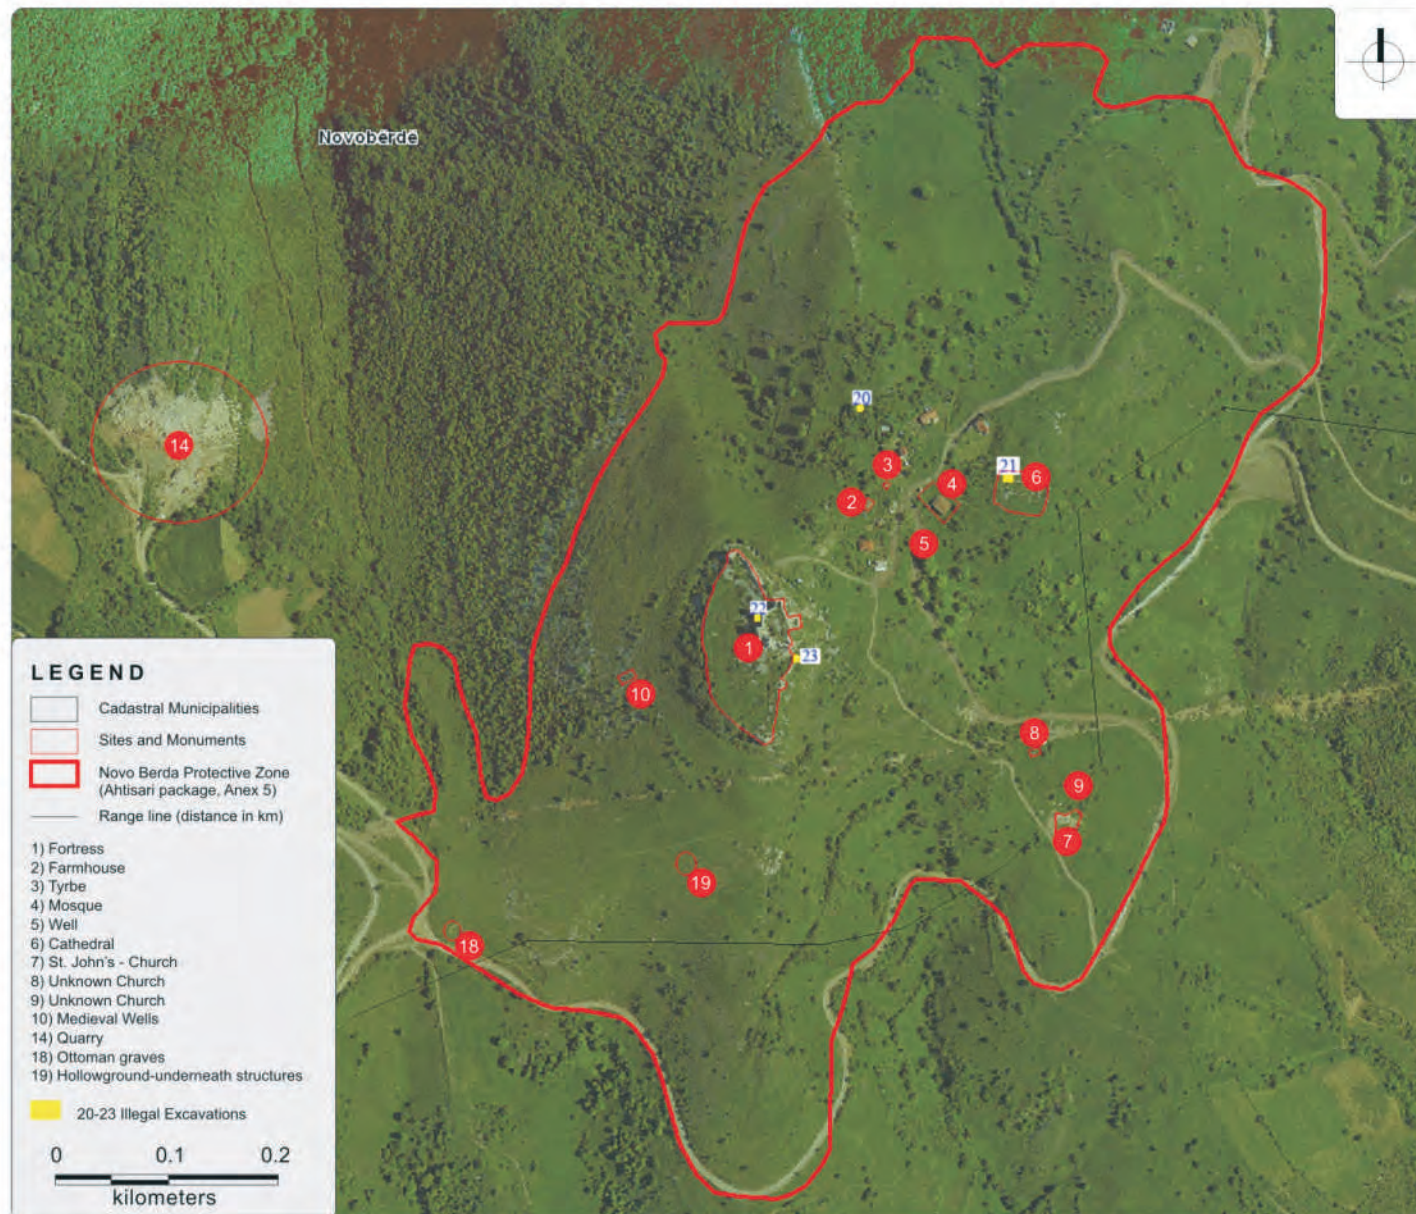 Novobërdë
20
3
21
6
4
2
14
5
22
1
23
10
8
9
7
19
18
LEGEND
Cadastral Municipalities
Sites and Monuments
Novo Berda Protective Zone
(Ahtisari package, Anex 5)
Range line (distance in km)
1) Fortress
2) Farmhouse
3) Tyrbe
4) Mosque
5) Well
6) Cathedral
7) St. John's - Church
8) Unknown Church
9) Unknown Church
10) Medieval Wells
14) Quarry
18) Ottoman graves
19) Hollowground-underneath structures
20-23 Illegal Excavations
0 0.1 0.2
kilometers